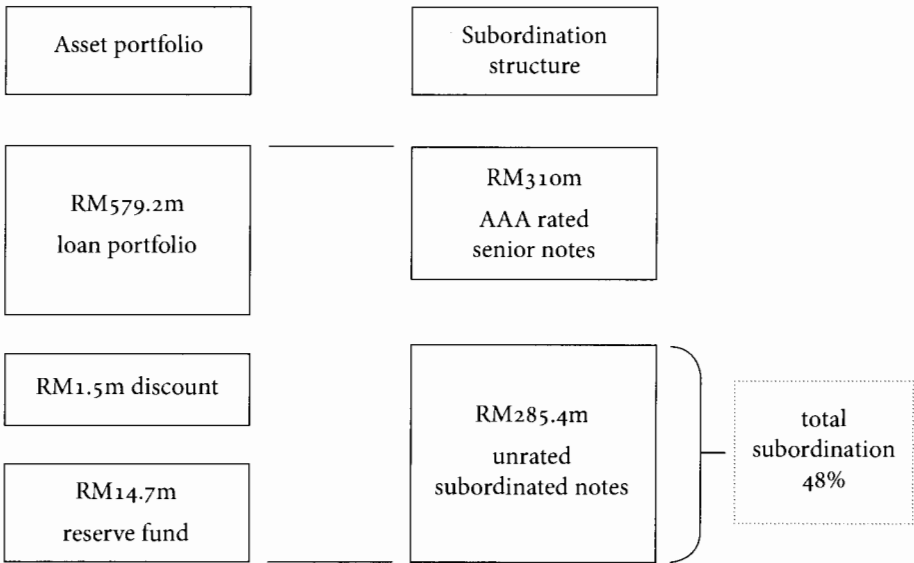 Asset portfolio
Subordination
structure
RM579.2m
loan portfolio
RM310m
AAA rated
senior notes
RM1.5m discount
RM285.4m
unrated
subordinated notes
total
subordination
48%
RM14.7m
reserve fund